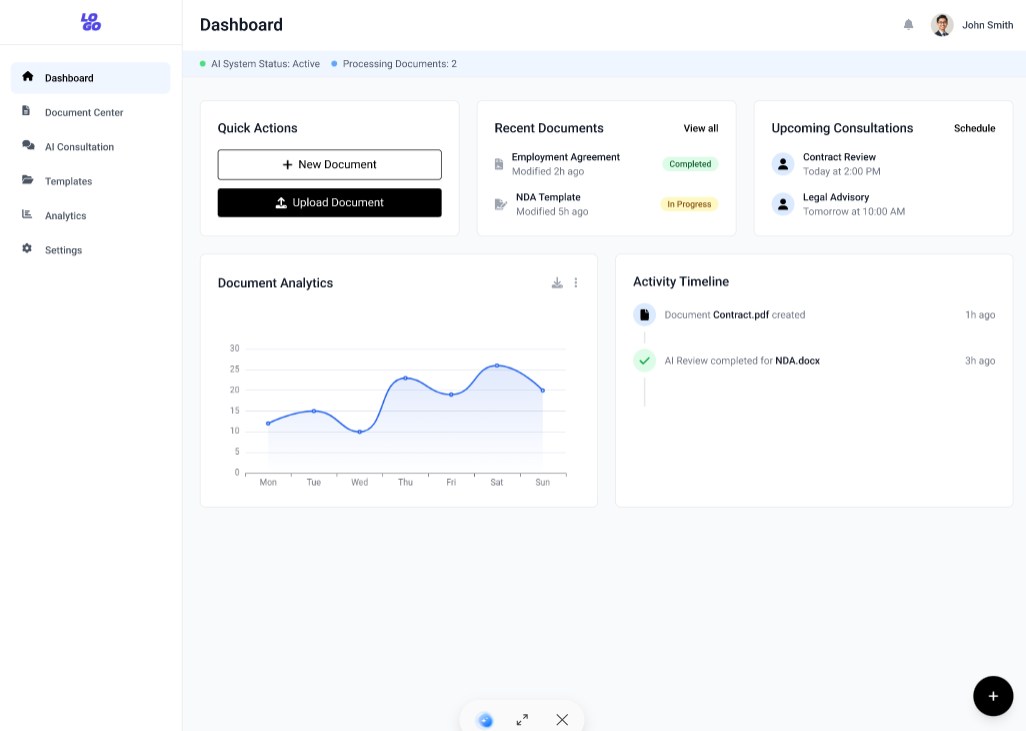 LO
GO
Dashboard
John Smith
AI System Status: Active
Processing Documents: 2
Dashboard
Document Center
AI Consultation
Templates
Analytics
Settings
Quick Actions
New Document
Upload Document
Recent Documents
View all
Employment Agreement
Modified 2h ago
Completed
NDA Template
Modified 5h ago
In Progress
Upcoming Consultations
Schedule
Contract Review
Today at 2:00 PM
Legal Advisory
Tomorrow at 10:00 AM
Document Analytics
30
25
20
15
10
5
0
Mon Tue Wed Thu Fri Sat Sun
Activity Timeline
Document Contract.pdf created
1h ago
AI Review completed for NDA.docx
3h ago